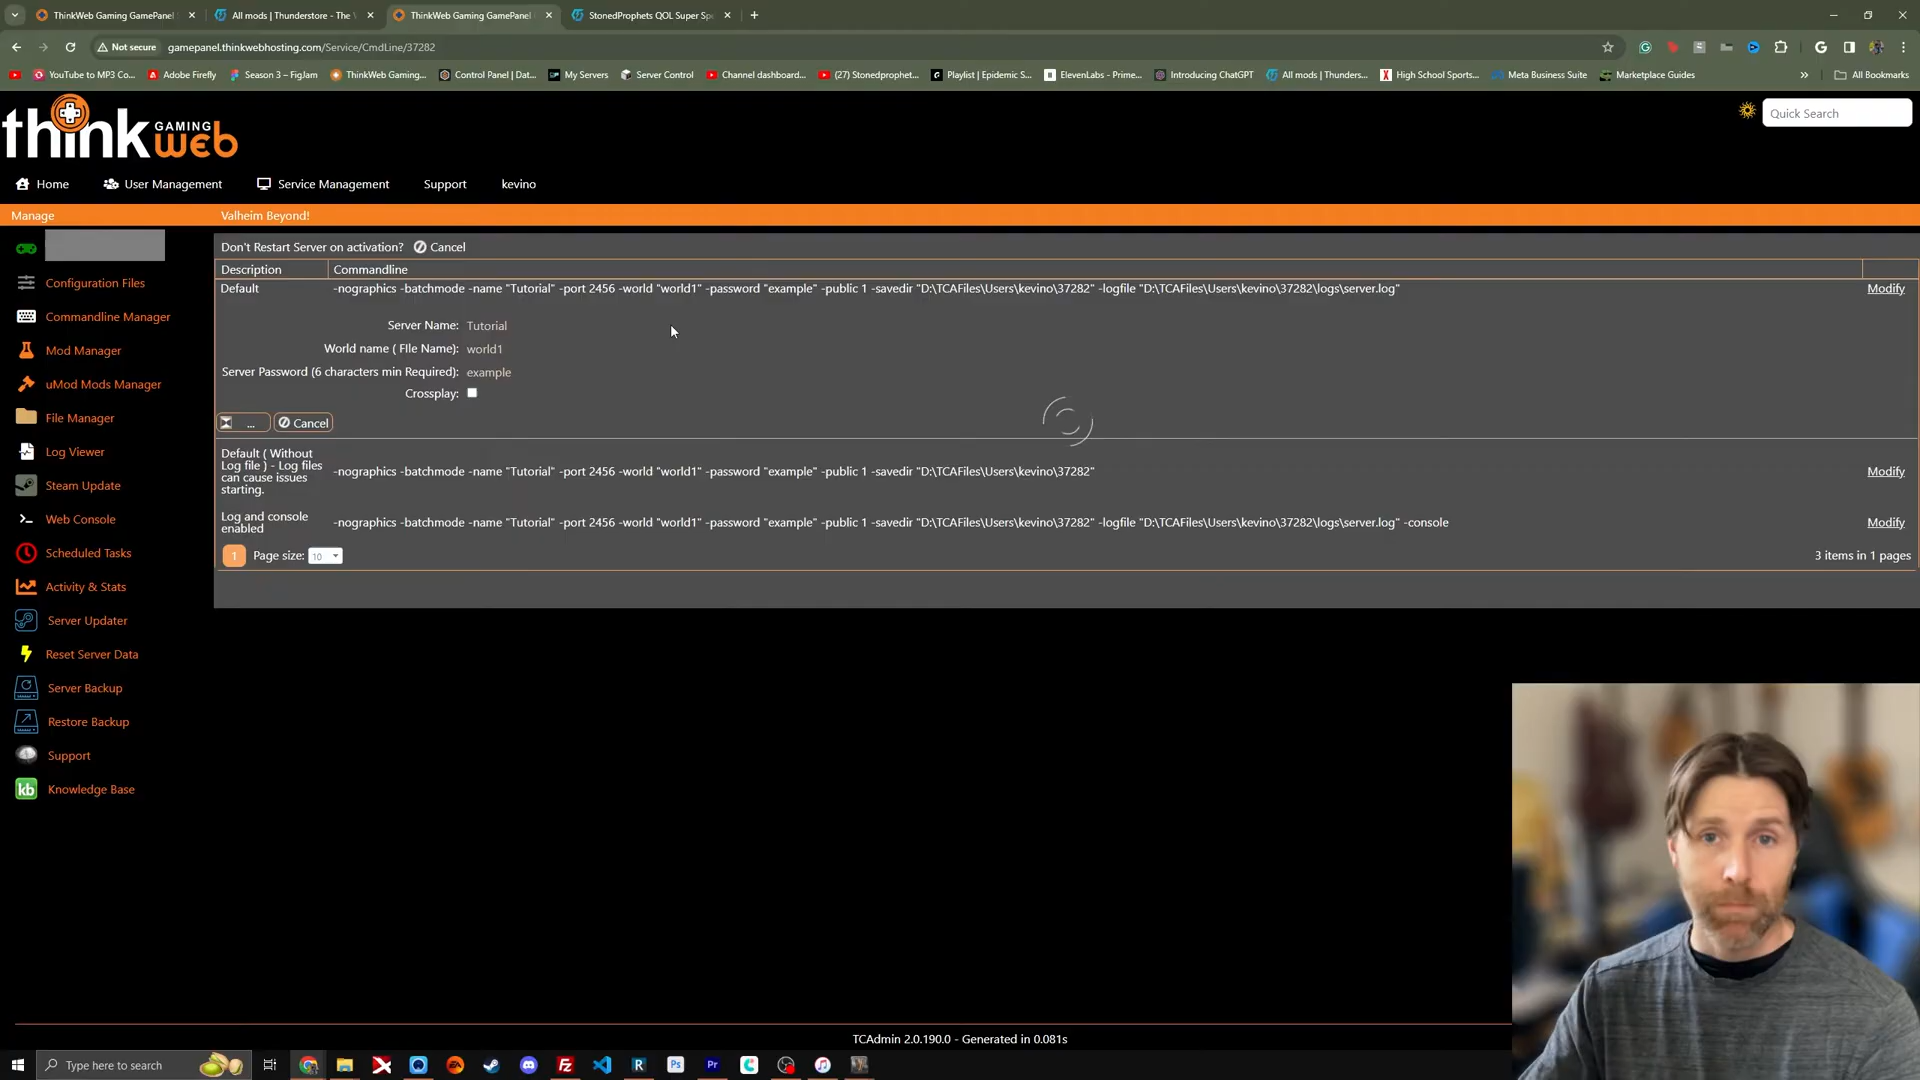 ThinkWeb Gaming GamePanel
All mods | Thunderstore - The
ThinkWeb Gaming GamePanel
StonedProphets QOL Super Sp
Not secure
gamepanel.thinkwebhosting.com/Service/CmdLine/37282
YouTube to MP3 Co...
Adobe Firefly
Season 3 – FigJam
ThinkWeb Gaming...
Control Panel | Dat...
My Servers
Server Control
Channel dashboard...
(27) Stonedprophet...
Playlist | Epidemic S...
ElevenLabs - Prime...
Introducing ChatGPT
All mods | Thunders...
High School Sports...
Meta Business Suite
Marketplace Guides
All Bookmarks
think GAMING web
Quick Search
Home
User Management
Service Management
Support
kevino
Manage
Valheim Beyond!
Configuration Files
Commandline Manager
Mod Manager
uMod Mods Manager
File Manager
Log Viewer
Steam Update
Web Console
Scheduled Tasks
Activity & Stats
Server Updater
Reset Server Data
Server Backup
Restore Backup
Support
kb Knowledge Base
Don't Restart Server on activation? Cancel
Description
Commandline
Default
-nographics -batchmode -name "Tutorial" -port 2456 -world "world1" -password "example" -public 1 -savedir "D:\TCAFiles\Users\kevino\37282" -logfile "D:\TCAFiles\Users\kevino\37282\logs\server.log"
Modify
Server Name: Tutorial
World name ( FIle Name): world1
Server Password (6 characters min Required): example
Crossplay:
... Cancel
Default ( Without
Log file ) - Log files
can cause issues
starting.
-nographics -batchmode -name "Tutorial" -port 2456 -world "world1" -password "example" -public 1 -savedir "D:\TCAFiles\Users\kevino\37282"
Modify
Log and console
enabled
-nographics -batchmode -name "Tutorial" -port 2456 -world "world1" -password "example" -public 1 -savedir "D:\TCAFiles\Users\kevino\37282" -logfile "D:\TCAFiles\Users\kevino\37282\logs\server.log" -console
Modify
1 Page size: 10
3 items in 1 pages
TCAdmin 2.0.190.0 - Generated in 0.081s
Type here to search